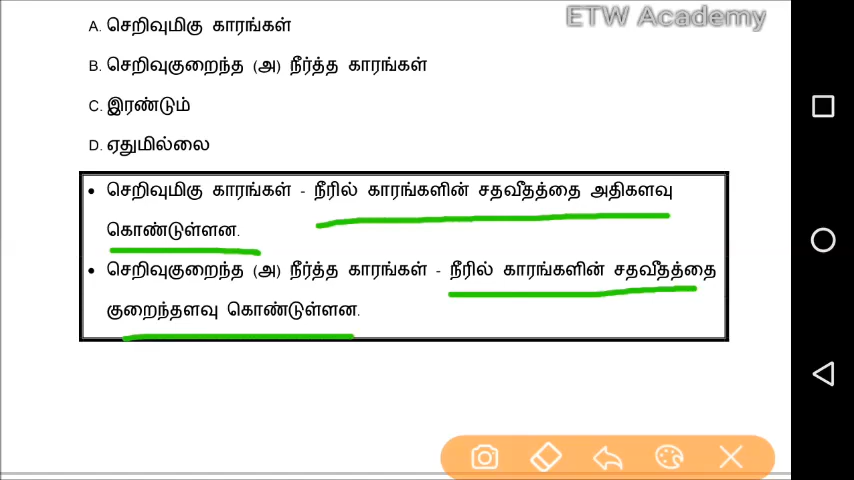 ETW Academy
A. செறிவுமிகு காரங்கள்
B. செறிவுகுறைந்த (அ) நீர்த்த காரங்கள்
C. இரண்டும்
D. ஏதுமில்லை
• செறிவுமிகு காரங்கள் - நீரில் காரங்களின் சதவீதத்தை அதிகளவு
கொண்டுள்ளன.
• செறிவுகுறைந்த (அ) நீர்த்த காரங்கள் - நீரில் காரங்களின் சதவீதத்தை
குறைந்தளவு கொண்டுள்ளன.